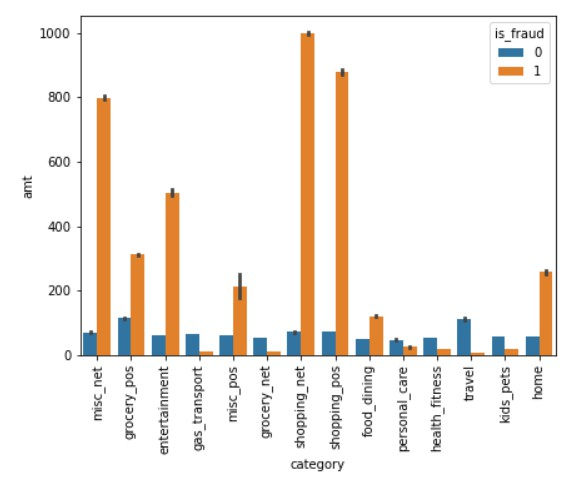 is_fraud
0
1
1000
800
600
400
200
0
amt
misc_net
grocery_pos
entertainment
gas_transport
misc_pos
grocery_net
shopping_net
shopping_pos
food_dining
personal_care
health_fitness
travel
kids_pets
home
category